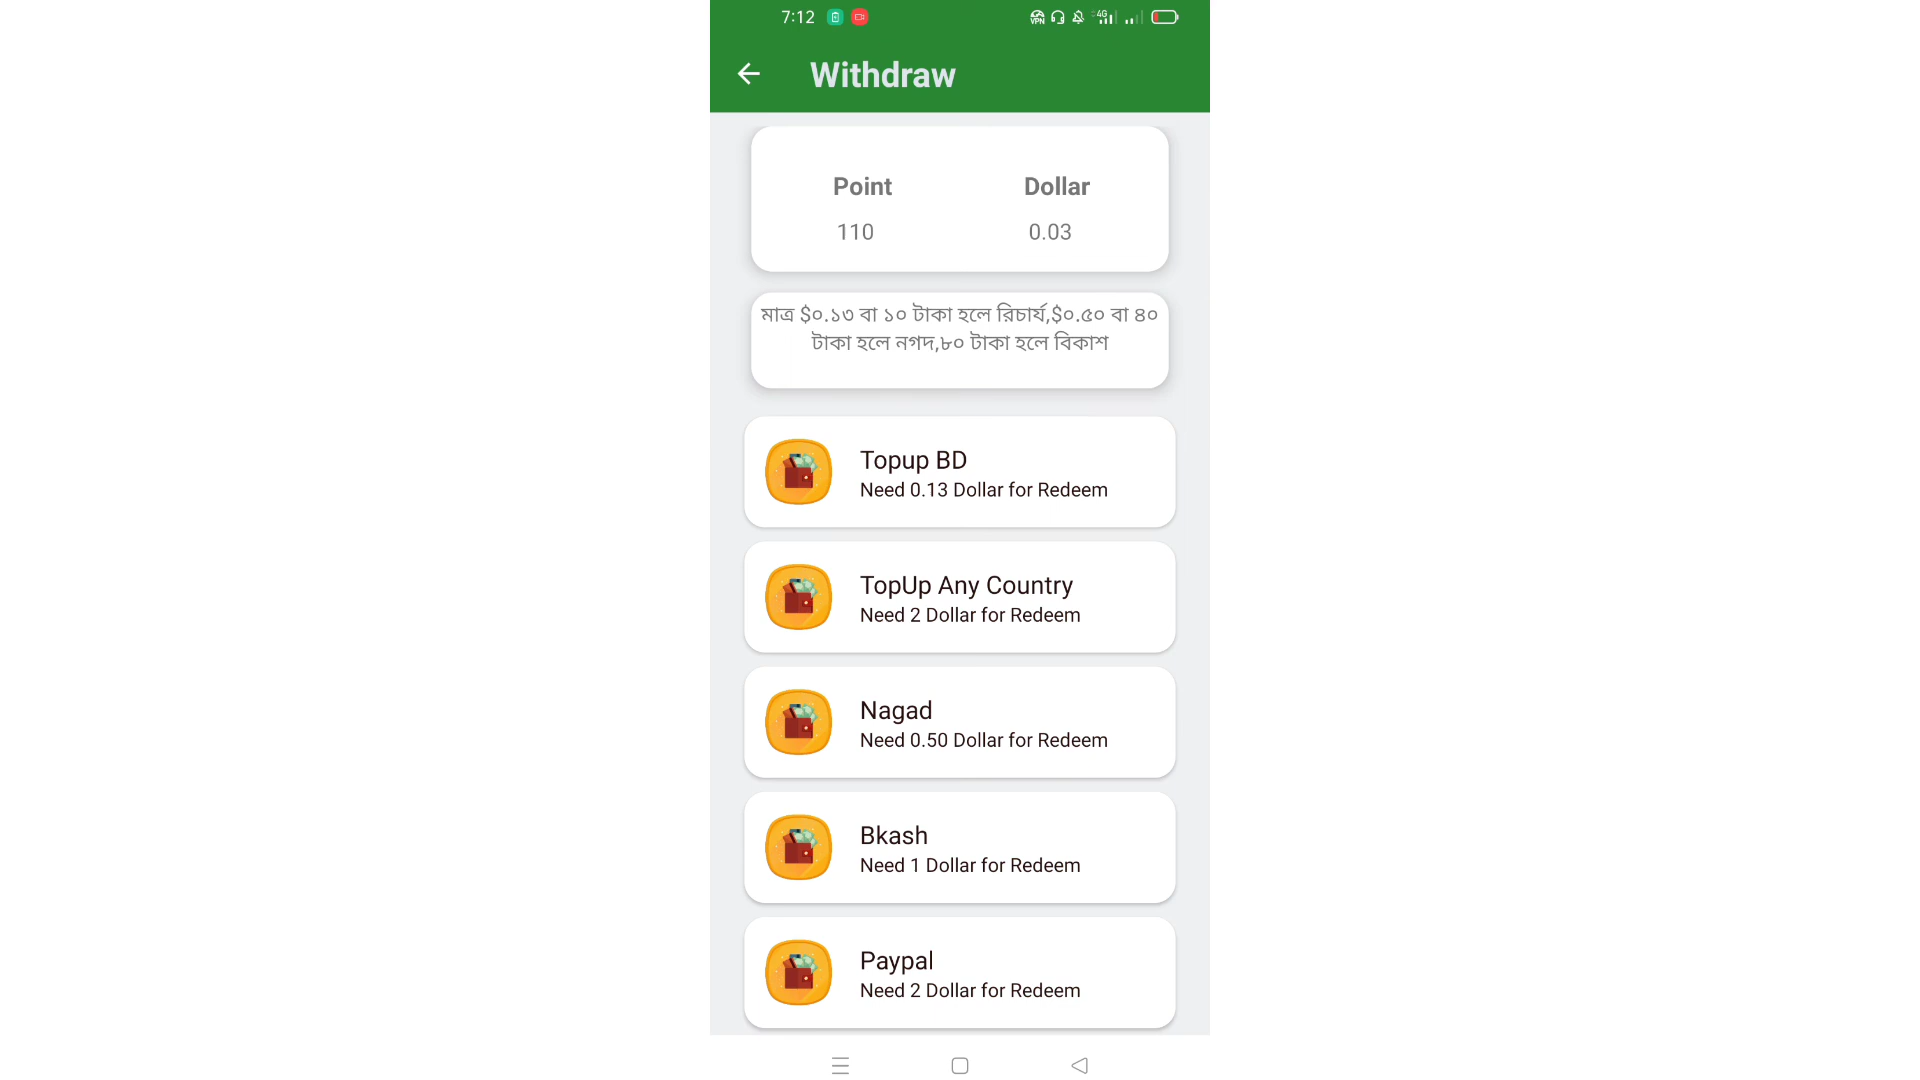 7:12
VPN 4G
Withdraw
Point Dollar
110 0.03
মাত্র $০.১৩ বা ১০ টাকা হলে রিচার্য,$০.৫০ বা ৪০
টাকা হলে নগদ,৮০ টাকা হলে বিকাশ
Topup BD
Need 0.13 Dollar for Redeem
TopUp Any Country
Need 2 Dollar for Redeem
Nagad
Need 0.50 Dollar for Redeem
Bkash
Need 1 Dollar for Redeem
Paypal
Need 2 Dollar for Redeem